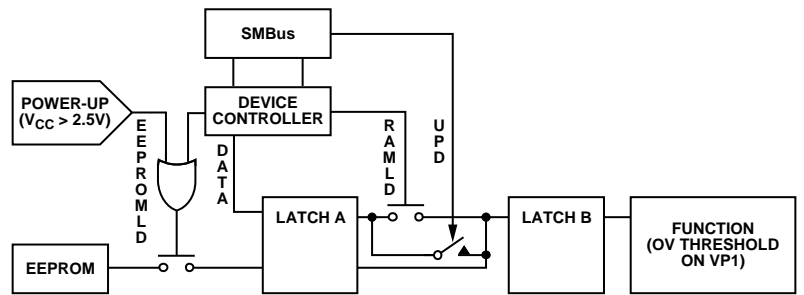 SMBus
POWER-UP
(VCC > 2.5V)
DEVICE
CONTROLLER
EEPROMLD
DATA
RAMLD
UPD
LATCH A
LATCH B
FUNCTION
(OV THRESHOLD
ON VP1)
EEPROM